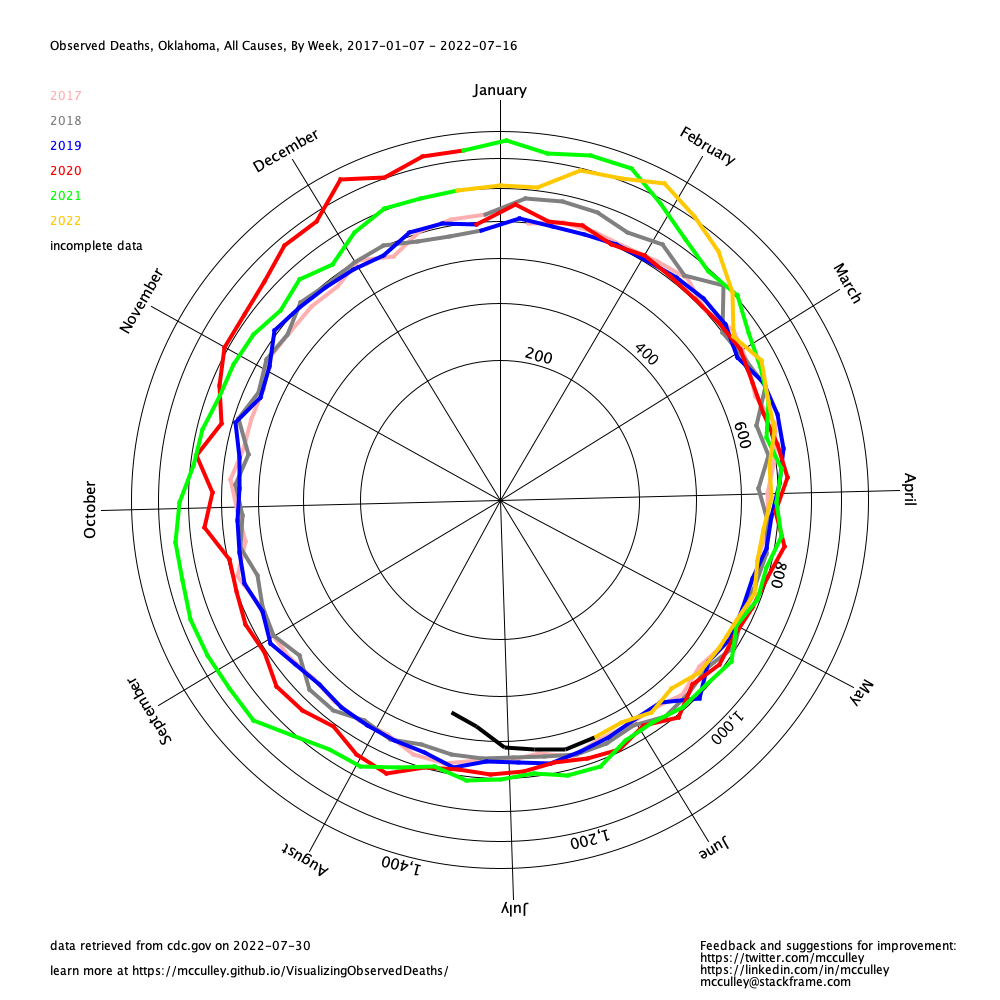 Observed Deaths, Oklahoma, All Causes, By Week, 2017-01-07 - 2022-07-16
January
2017
2018
2019
2020
2021
2022
incomplete data
February
March
April
May
June
July
August
September
October
November
December
200
400
600
800
1,000
1,200
1,400
data retrieved from cdc.gov on 2022-07-30
learn more at https://mcculley.github.io/VisualizingObservedDeaths/
Feedback and suggestions for improvement:
https://twitter.com/mcculley
https://linkedin.com/in/mcculley
mcculley@stackframe.com